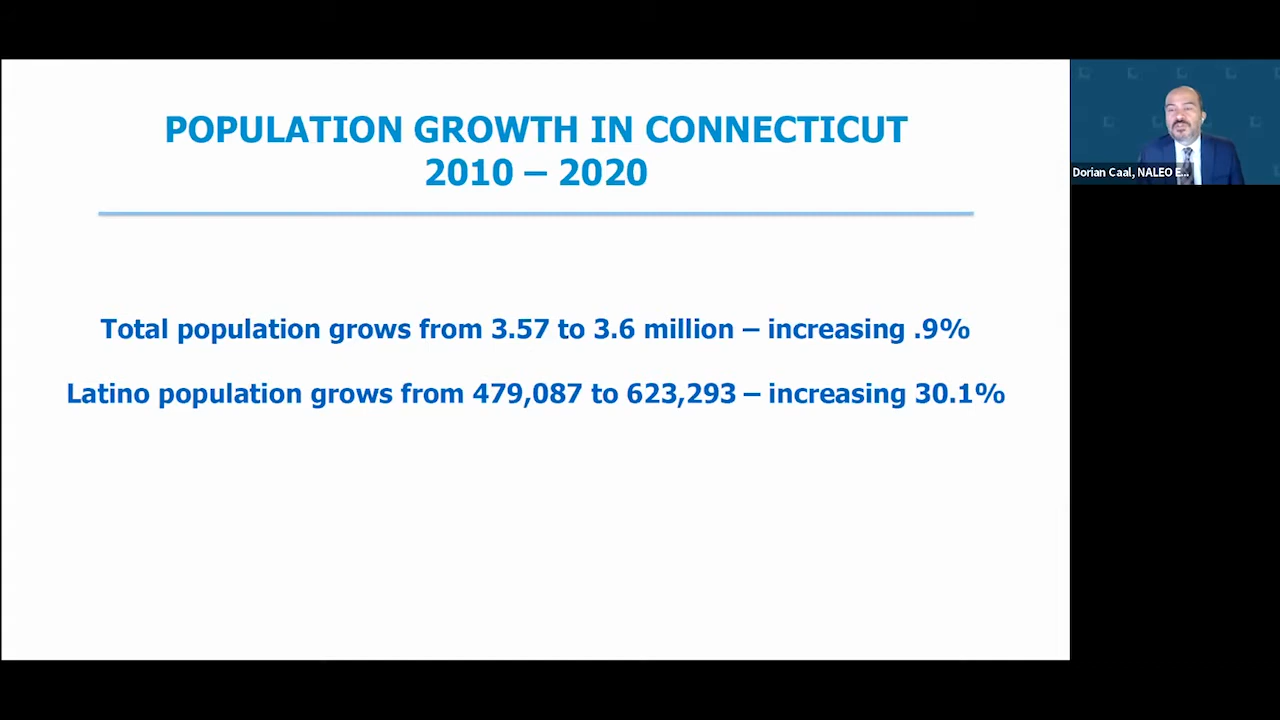 POPULATION GROWTH IN CONNECTICUT
2010 – 2020
Total population grows from 3.57 to 3.6 million – increasing .9%
Latino population grows from 479,087 to 623,293 – increasing 30.1%
Dorian Caal, NALEO E...